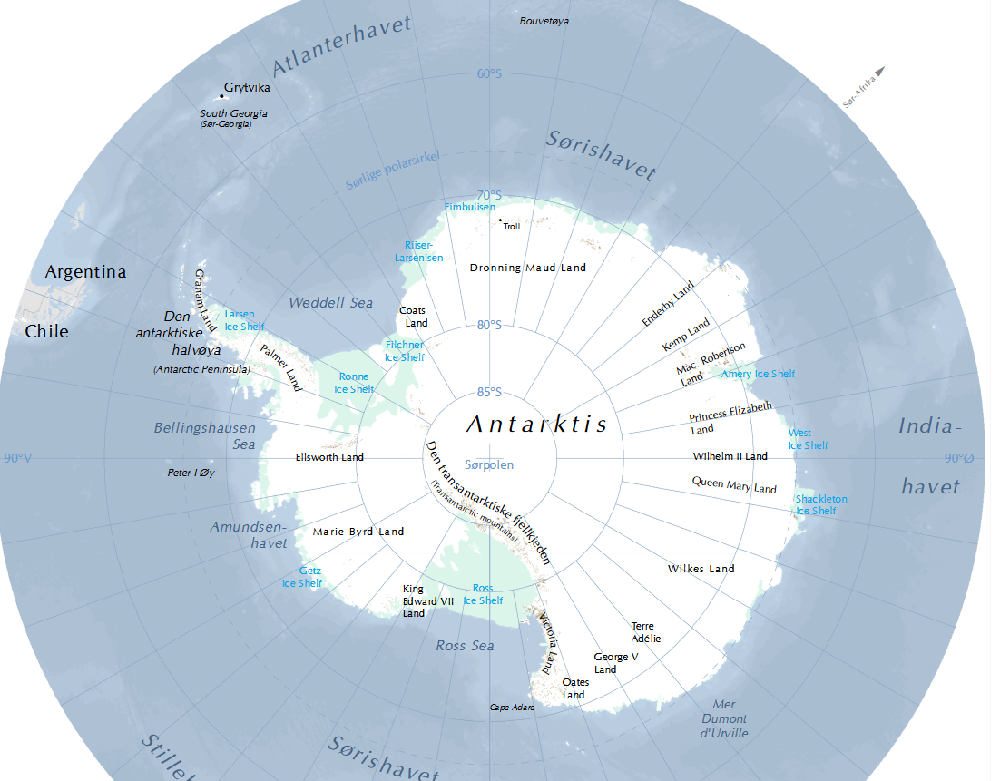 Bouvetøya
Atlanterhavet
60°S
Sør-Afrika
Grytvika
South Georgia
(Sør-Georgia)
Sørishavet
Sørlige polarsirkel
70°S
Fimbulisen
Troll
Riiser-
Larsenisen
Dronning Maud Land
Argentina
Graham Land
Weddell Sea
Enderby Land
Coats
Land
Larsen
Ice Shelf
Den
antarktiske
halvøya
(Antarctic Peninsula)
80°S
Chile
Kemp Land
Filchner
Ice Shelf
Palmer Land
Mac. Robertson
Land
Amery Ice Shelf
Ronne
Ice Shelf
85°S
Antarktis
Princess Elizabeth
Land
India-
havet
Bellingshausen
Sea
West
Ice Shelf
90°V
Ellsworth Land
Sørpolen
Wilhelm II Land
90°Ø
Peter I Øy
Den transantarktiske fjellkjeden
(Transantarctic mountains)
Queen Mary Land
Shackleton
Ice Shelf
Amundsen-
havet
Marie Byrd Land
Getz
Ice Shelf
Wilkes Land
King
Edward VII
Land
Ross
Ice Shelf
Victoria Land
Terre
Adélie
Ross Sea
George V
Land
Oates
Land
Cape Adare
Mer
Dumont
d'Urville
Sørishavet